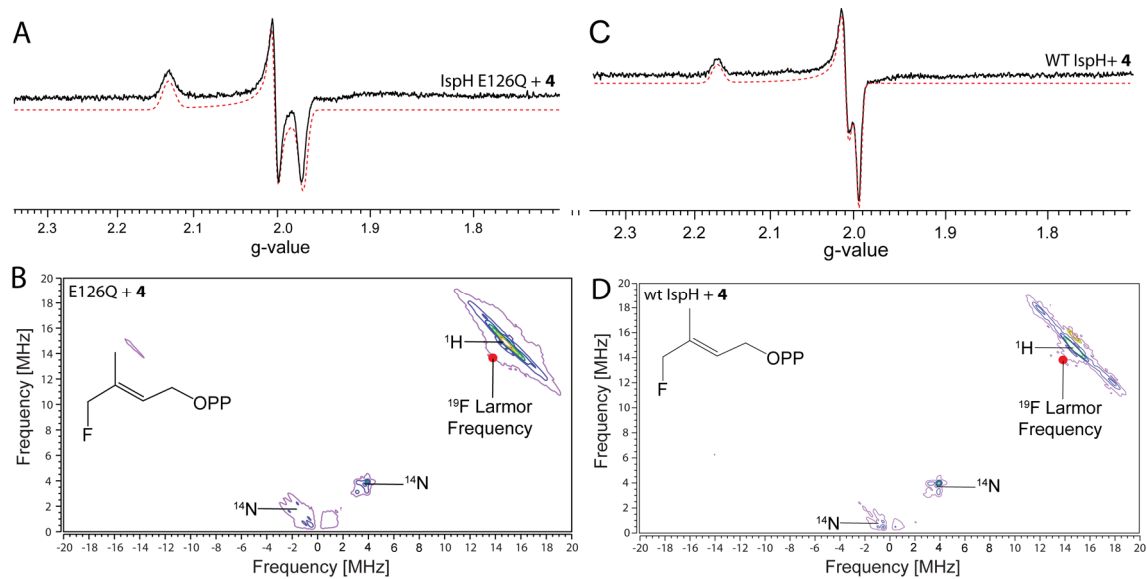 A
IspH E126Q + 4
2.3 2.2 2.1 2.0 1.9 1.8
g-value
C
WT IspH+ 4
2.3 2.2 2.1 2.0 1.9 1.8
g-value
B
E126Q + 4
20
18
16
14
12
10
8
6
4
2
0
Frequency [MHz]
F
OPP
¹H
¹⁹F Larmor
Frequency
¹⁴N
¹⁴N
-20 -18 -16 -14 -12 -10 -8 -6 -4 -2 0 2 4 6 8 10 12 14 16 18 20
Frequency [MHz]
D
wt IspH + 4
20
18
16
14
12
10
8
6
4
2
0
Frequency [MHz]
F
OPP
¹H
¹⁹F Larmor
Frequency
¹⁴N
¹⁴N
-20 -18 -16 -14 -12 -10 -8 -6 -4 -2 0 2 4 6 8 10 12 14 16 18 20
Frequency [MHz]